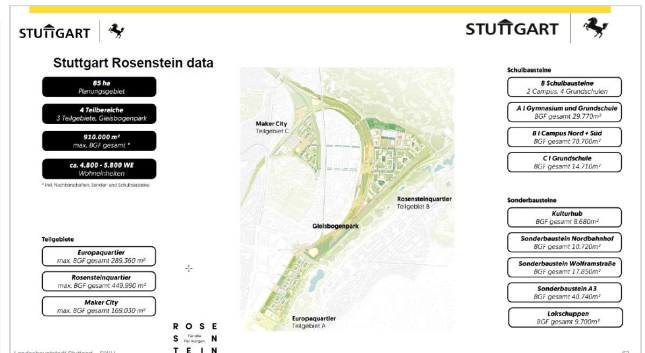 STUTTGART
STUTTGART
Stuttgart Rosenstein data
85 ha
Planungsgebiet
4 Teilbereiche
3 Teilgebiete, Gleisbogenpark
910.000 m²
max. BGF gesamt *
ca. 4.800 - 5.800 WE
Wohneinheiten
* inkl. Nachbarschaften, Sonder- und Schulbausteine
Teilgebiete
Europaquartier
max. BGF gesamt 289.360 m²
Rosensteinquartier
max. BGF gesamt 449.990 m²
Maker City
max. BGF gesamt 169.030 m²
Maker City
Teilgebiet C
Rosensteinquartier
Teilgebiet B
Gleisbogenpark
Europaquartier
Teilgebiet A
Schulbausteine
8 Schulbausteine
2 Campus, 4 Grundschulen
A I Gymnasium und Grundschule
BGF gesamt 29.770m²
B I Campus Nord + Süd
BGF gesamt 70.700m²
C I Grundschule
BGF gesamt 14.710m²
Sonderbausteine
Kulturhub
BGF gesamt 8.680m²
Sonderbaustein Nordbahnhof
BGF gesamt 10.720m²
Sonderbaustein Wolframstraße
BGF gesamt 17.850m²
Sonderbaustein A3
BGF gesamt 40.740m²
Lokschuppen
BGF gesamt 9.700m²
R O S E
S Für alle N
Für morgen.
T E I N
Landeshauptstadt Stuttgart